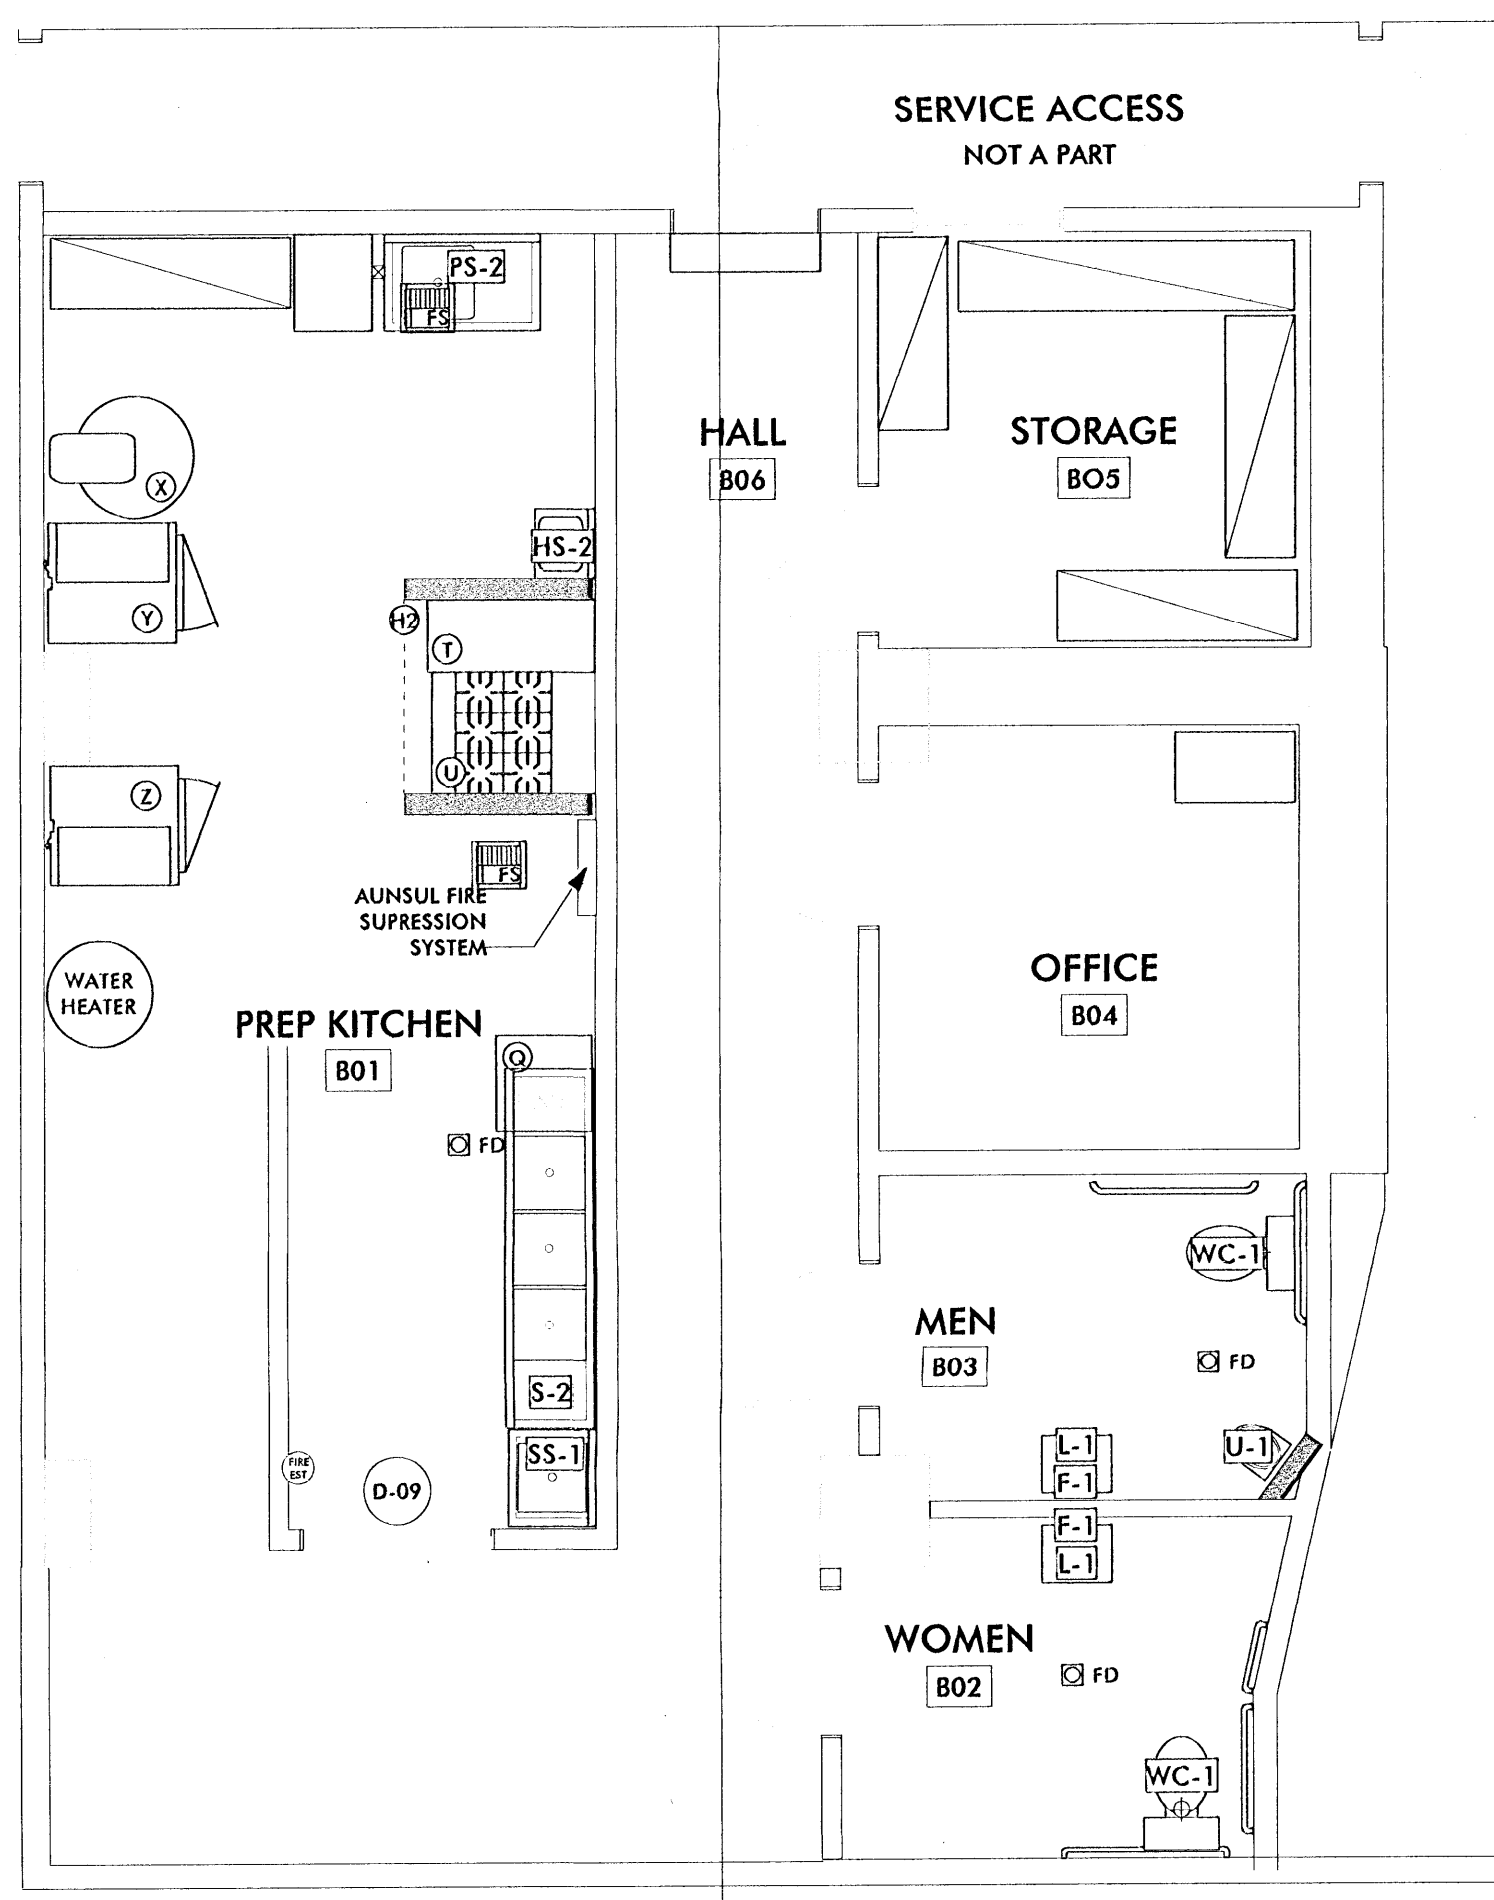 SERVICE ACCESS
NOT A PART
PS-2
FS
HALL
B06
STORAGE
BO5
X
HS-2
Y
H2
T
U
Z
FS
AUNSUL FIRE
SUPRESSION
SYSTEM
WATER
HEATER
OFFICE
B04
PREP KITCHEN
B01
Q
FD
WC-1
MEN
B03
FD
S-2
SS-1
FIRE
EST
D-09
L-1
F-1
U-1
F-1
L-1
WOMEN
B02
FD
WC-1